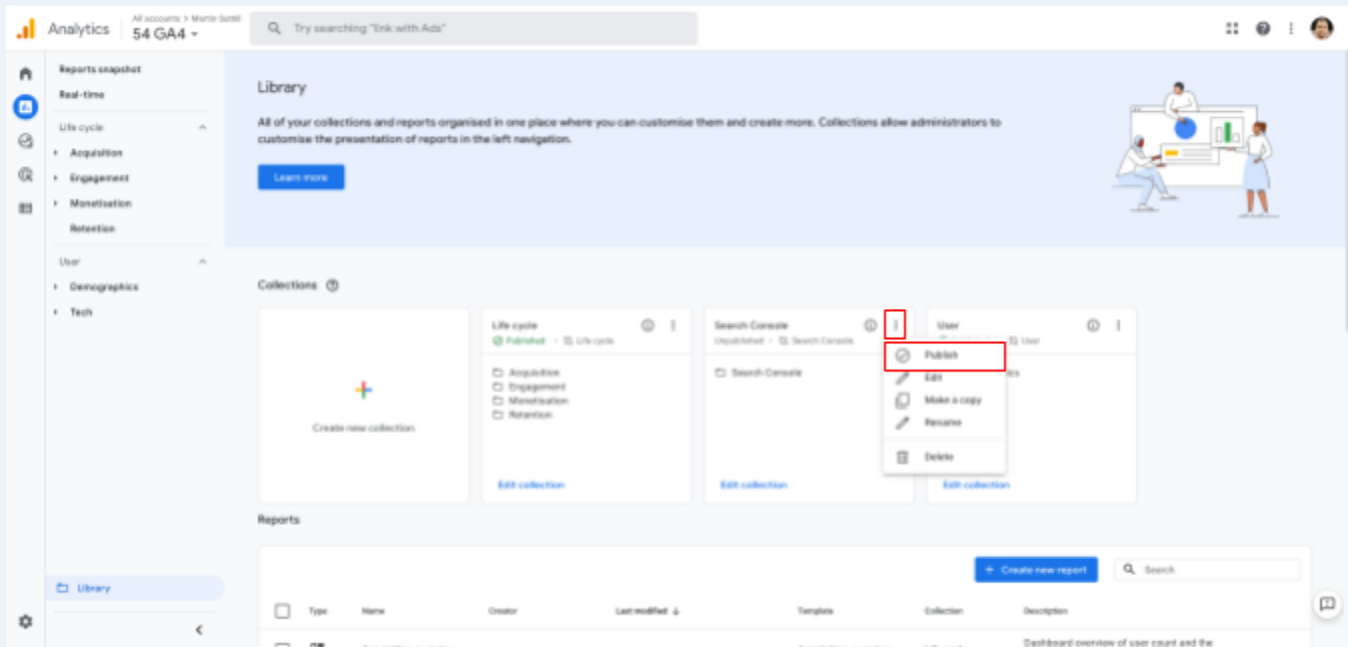 Analytics
All accounts > Martin Sutill
54 GA4
Try searching "link with Ads"
Reports snapshot
Real-time
Life cycle
Acquisition
Engagement
Monetisation
Retention
User
Demographics
Tech
Library
Library
All of your collections and reports organised in one place where you can customise them and create more. Collections allow administrators to
customise the presentation of reports in the left navigation.
Learn more
Collections
Create new collection
Life cycle
Published • Life cycle
Acquisition
Engagement
Monetisation
Retention
Edit collection
Search Console
Unpublished • Search Console
Search Console
Edit collection
User
User
Edit collection
Publish
Edit
Make a copy
Rename
Delete
Reports
+ Create new report
Search
Type Name Creator Last modified ↓ Template Collection Description
Dashboard overview of user count and the